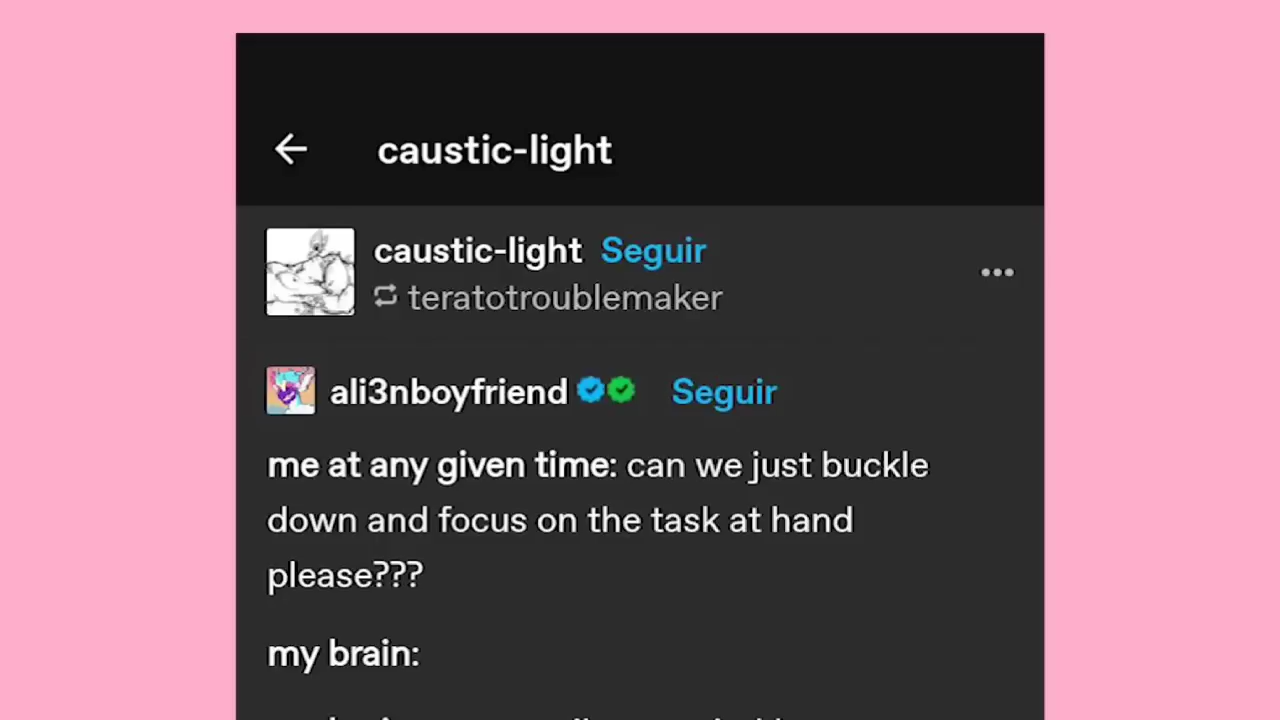 caustic-light
caustic-light Seguir
teratotroublemaker
ali3nboyfriend Seguir
me at any given time: can we just buckle
down and focus on the task at hand
please???
my brain: